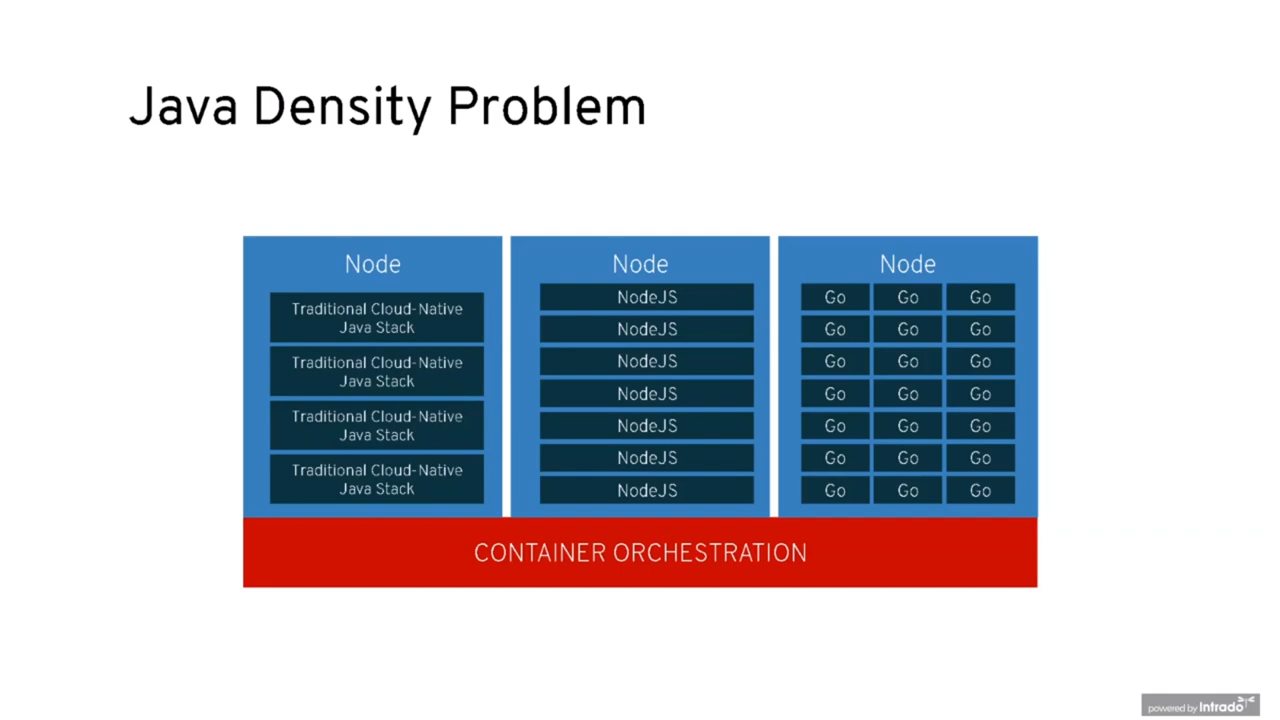 Java Density Problem
Node
Traditional Cloud-Native
Java Stack
Traditional Cloud-Native
Java Stack
Traditional Cloud-Native
Java Stack
Traditional Cloud-Native
Java Stack
Node
NodeJS
NodeJS
NodeJS
NodeJS
NodeJS
NodeJS
NodeJS
Node
Go Go Go
Go Go Go
Go Go Go
Go Go Go
Go Go Go
Go Go Go
Go Go Go
CONTAINER ORCHESTRATION
powered by Intrado